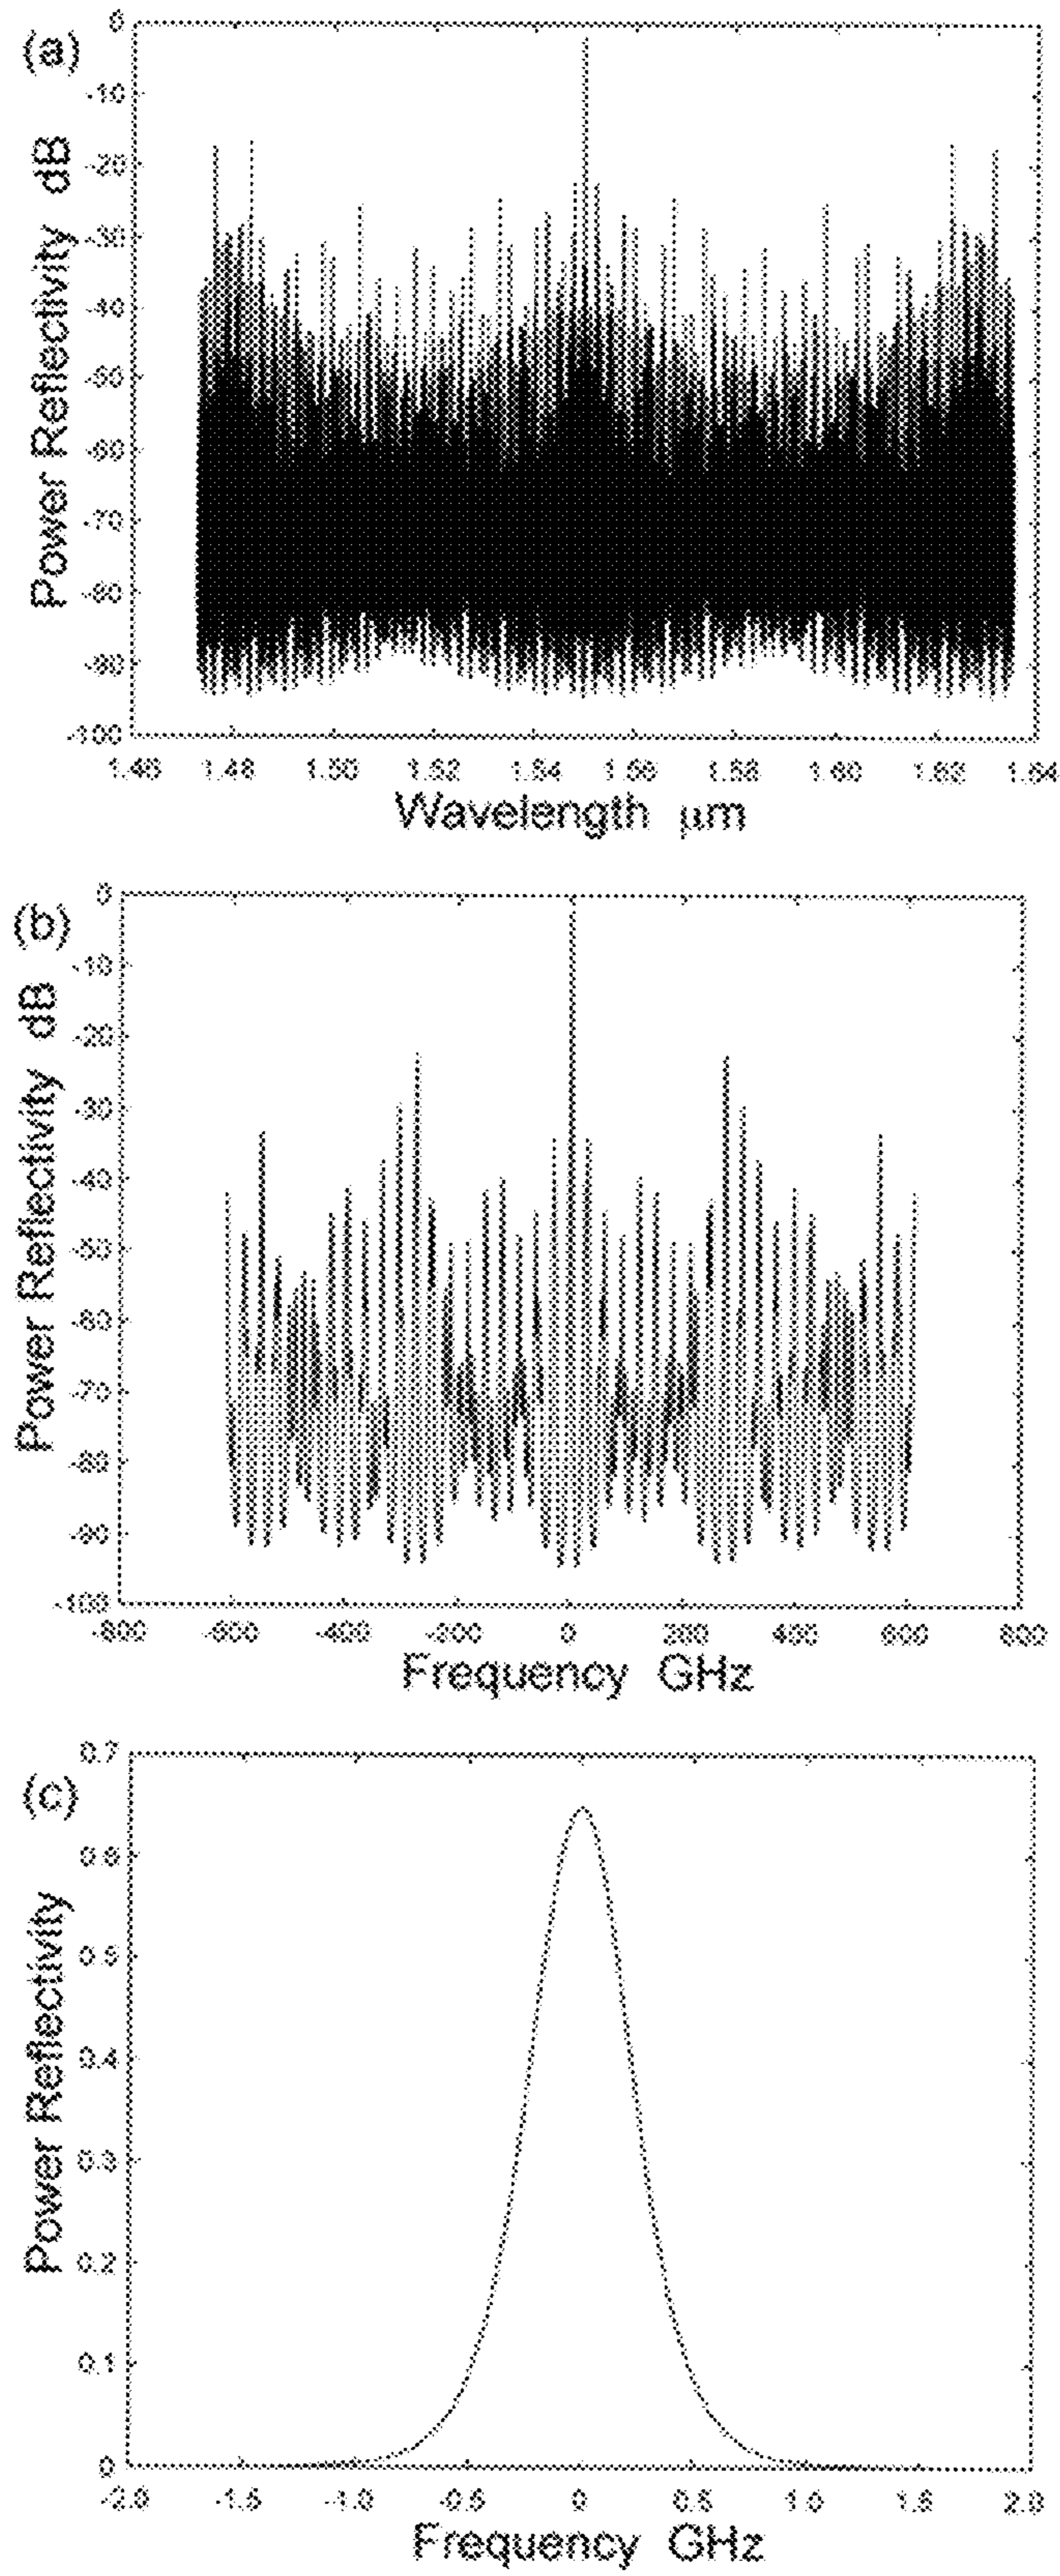 (a)
Power Reflectivity dB
0
-10
-20
-30
-40
-50
-60
-70
-80
-90
-100
1.46 1.48 1.50 1.52 1.54 1.56 1.58 1.60 1.62 1.64
Wavelength μm
(b)
Power Reflectivity dB
0
-10
-20
-30
-40
-50
-60
-70
-80
-90
-100
-800 -600 -400 -200 0 200 400 600 800
Frequency GHz
(c)
Power Reflectivity
0.7
0.6
0.5
0.4
0.3
0.2
0.1
0
-2.0 -1.5 -1.0 -0.5 0 0.5 1.0 1.5 2.0
Frequency GHz